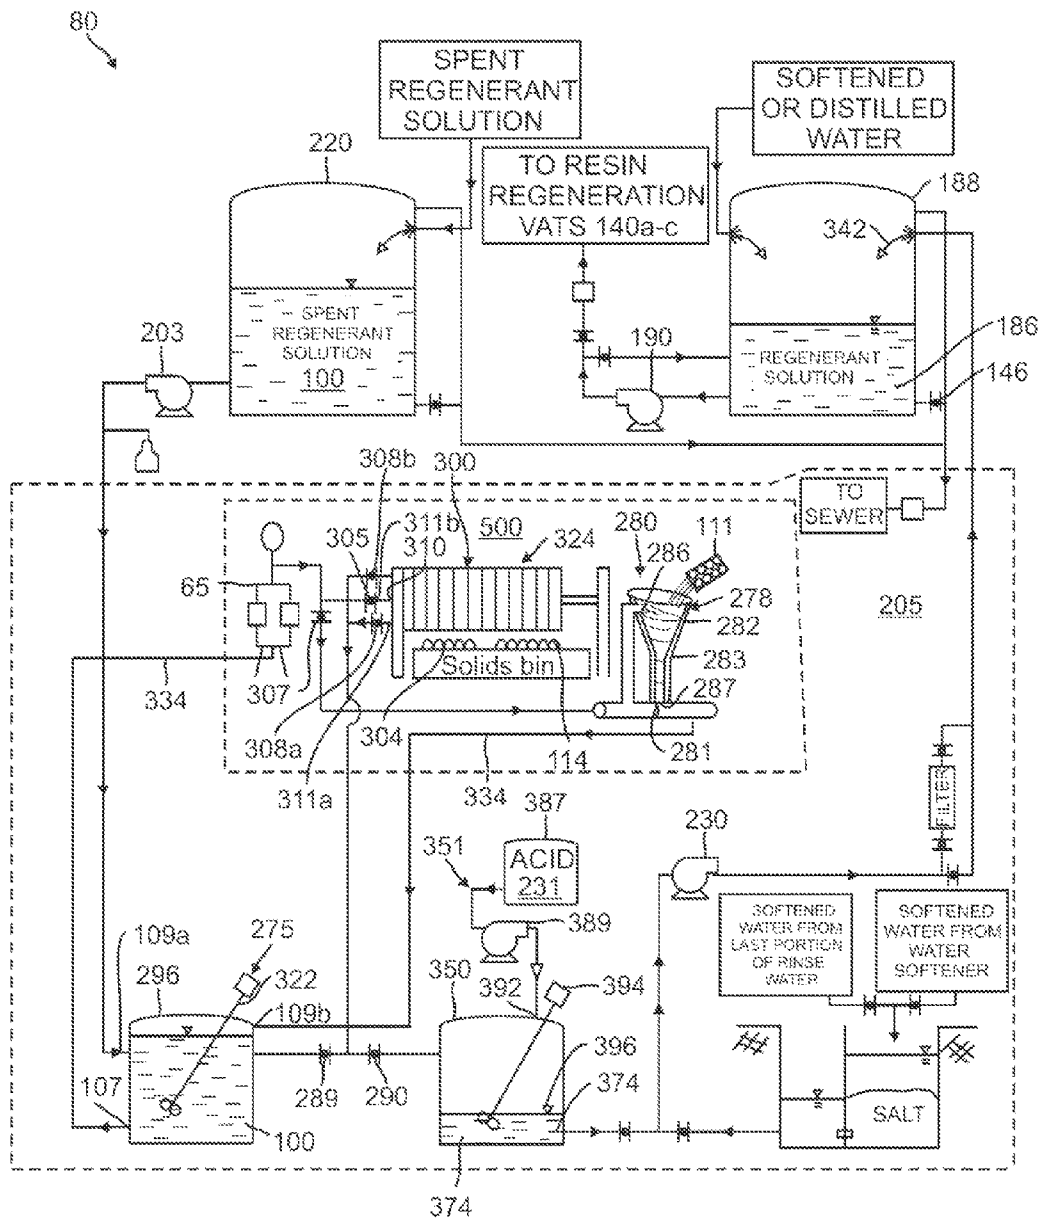 80
SPENT
REGENERANT
SOLUTION
SOFTENED
OR DISTILLED
WATER
220
TO RESIN
REGENERATION
VATS 140a-c
188
342
SPENT
REGENERANT
SOLUTION
100
203
190
REGENERANT
SOLUTION
186
146
308b
300
TO
SEWER
311b
500
305
310
324
280
286
111
65
278
205
282
Solids bin
283
334
307
287
308a
304
281
311a
114
334
387
FILTER
351
ACID
231
230
389
SOFTENED
WATER FROM
LAST PORTION
OF RINSE
WATER
SOFTENED
WATER FROM
WATER
SOFTENER
109a
275
350
296
322
392
394
109b
396
289
290
374
107
SALT
100
374